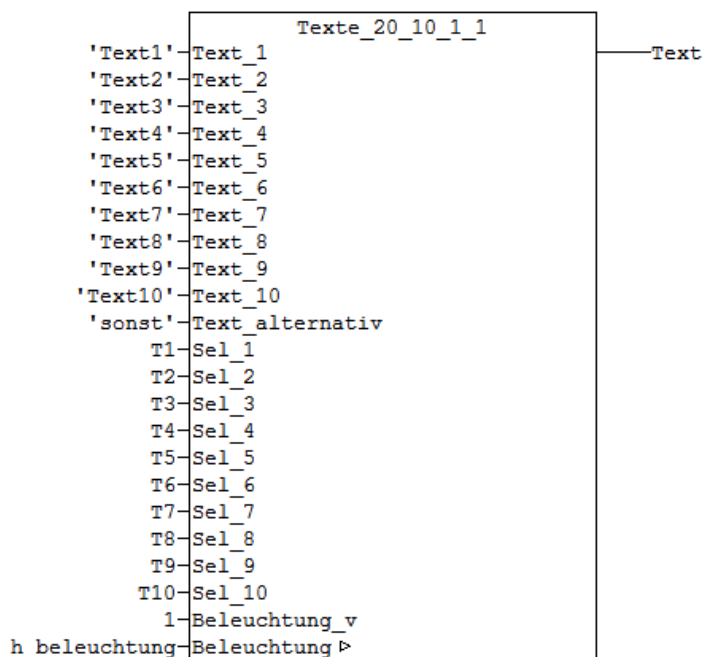 Texte_20_10_1_1
'Text1' Text_1 Text
'Text2' Text_2
'Text3' Text_3
'Text4' Text_4
'Text5' Text_5
'Text6' Text_6
'Text7' Text_7
'Text8' Text_8
'Text9' Text_9
'Text10' Text_10
'sonst' Text_alternativ
T1 Sel_1
T2 Sel_2
T3 Sel_3
T4 Sel_4
T5 Sel_5
T6 Sel_6
T7 Sel_7
T8 Sel_8
T9 Sel_9
T10 Sel_10
1 Beleuchtung_v
h beleuchtung Beleuchtung ▷